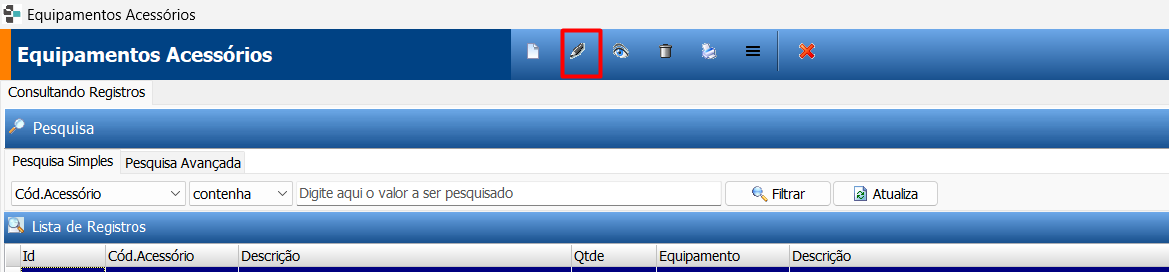 Equipamentos Acessórios
Equipamentos Acessórios
Consultando Registros
Pesquisa
Pesquisa Simples Pesquisa Avançada
Cód.Acessório contenha Digite aqui o valor a ser pesquisado Filtrar Atualiza
Lista de Registros
Id Cód.Acessório Descrição Qtde Equipamento Descrição